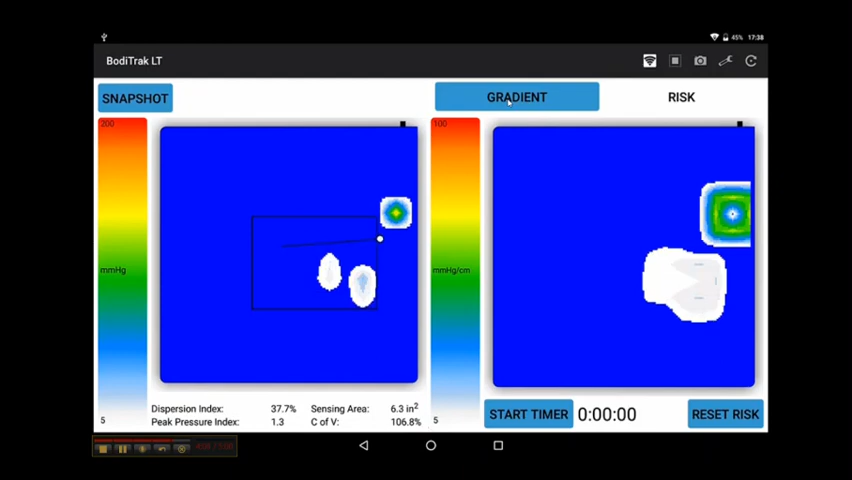 45% 17:38
BodiTrak LT
SNAPSHOT
GRADIENT
RISK
200
100
mmHg
mmHg/cm
5
5
Dispersion Index: 37.7% Sensing Area: 6.3 in²
Peak Pressure Index: 1.3 C of V: 106.8%
START TIMER
0:00:00
RESET RISK